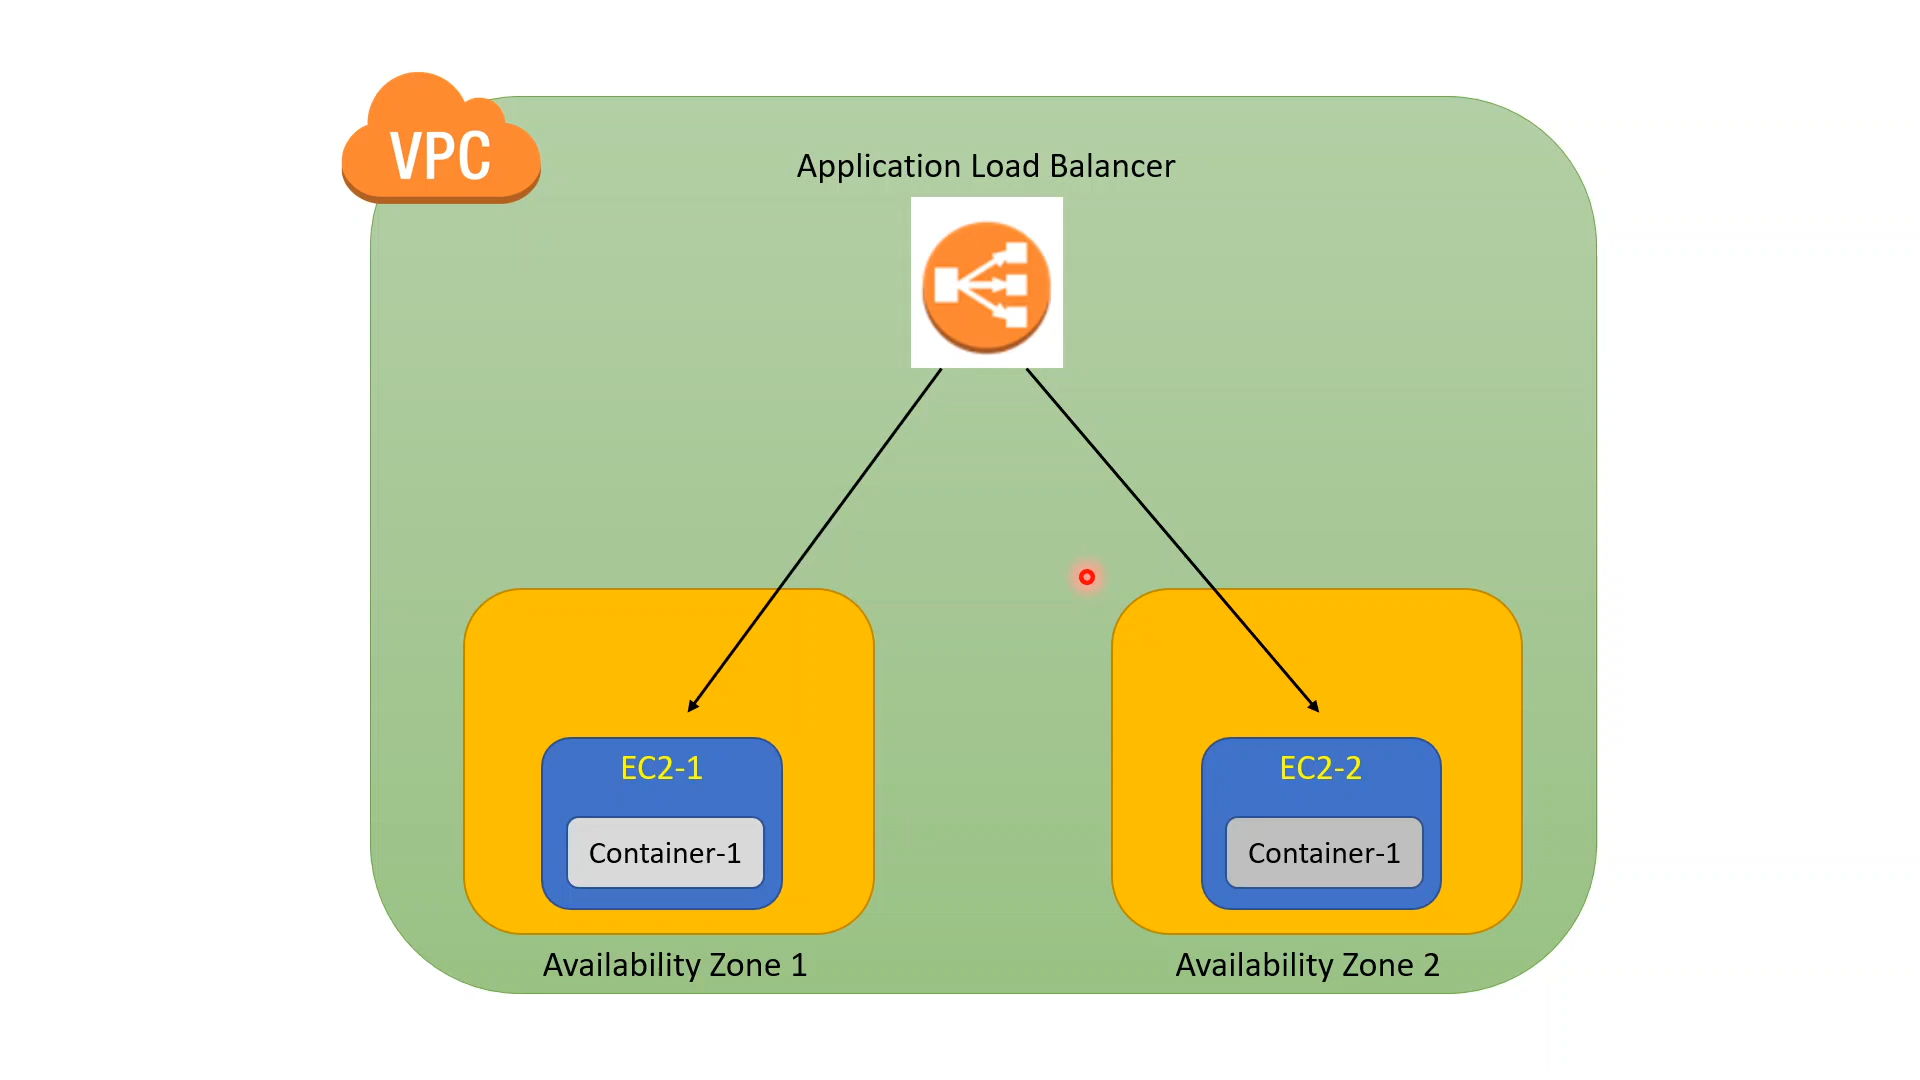 VPC
Application Load Balancer
EC2-1
Container-1
Availability Zone 1
EC2-2
Container-1
Availability Zone 2